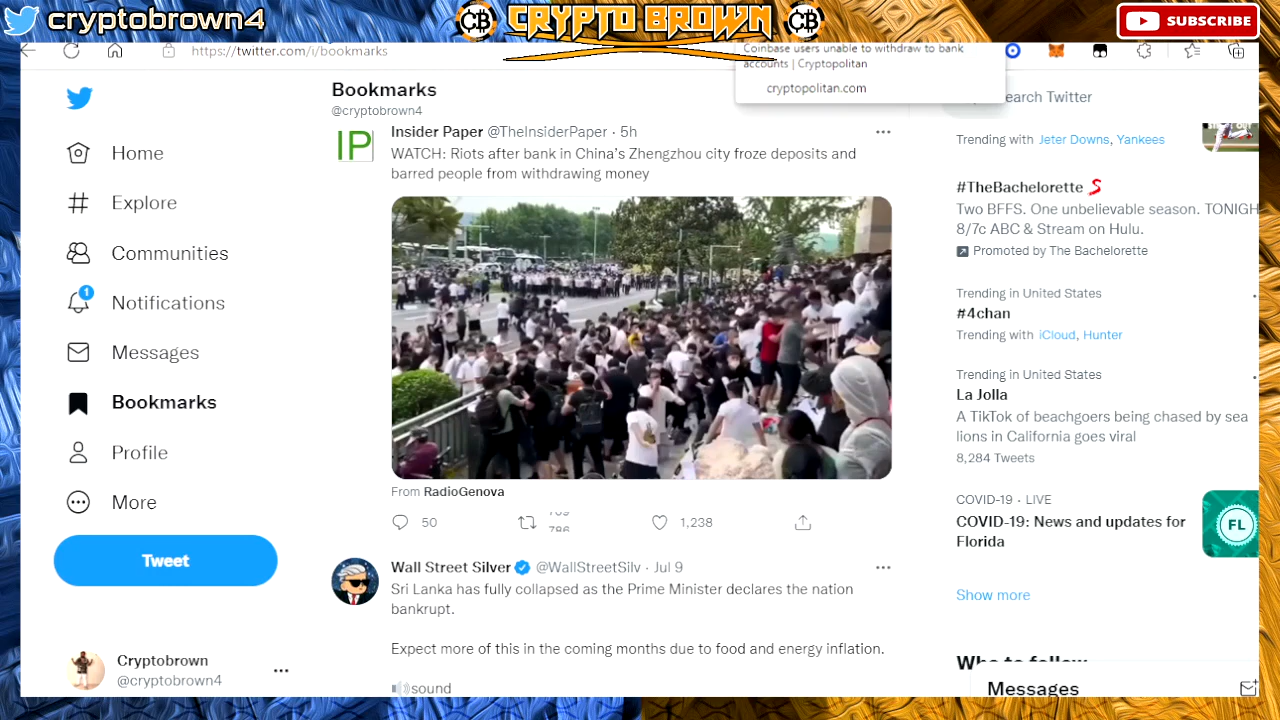 cryptobrown4
CB
CRYPTO BROWN
CB
SUBSCRIBE
https://twitter.com/i/bookmarks
Coinbase users unable to withdraw to bank
accounts | Cryptopolitan
cryptopolitan.com
Home
Explore
Communities
1
Notifications
Messages
Bookmarks
Profile
More
Tweet
Cryptobrown
@cryptobrown4
Bookmarks
@cryptobrown4
IP
Insider Paper @TheInsiderPaper · 5h
WATCH: Riots after bank in China's Zhengzhou city froze deposits and
barred people from withdrawing money
From RadioGenova
50
1,238
Wall Street Silver @WallStreetSilv · Jul 9
Sri Lanka has fully collapsed as the Prime Minister declares the nation
bankrupt.
Expect more of this in the coming months due to food and energy inflation.
sound
earch Twitter
Trending with Jeter Downs, Yankees
#TheBachelorette
Two BFFS. One unbelievable season. TONIGH
8/7c ABC & Stream on Hulu.
Promoted by The Bachelorette
Trending in United States
#4chan
Trending with iCloud, Hunter
Trending in United States
La Jolla
A TikTok of beachgoers being chased by sea
lions in California goes viral
8,284 Tweets
COVID-19 · LIVE
COVID-19: News and updates for
Florida
FL
Show more
Who to follow
Messages